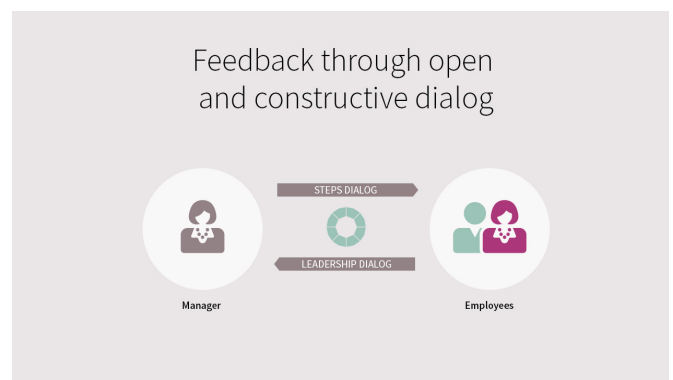 Feedback through open
and constructive dialog
STEPS DIALOG
LEADERSHIP DIALOG
Manager
Employees